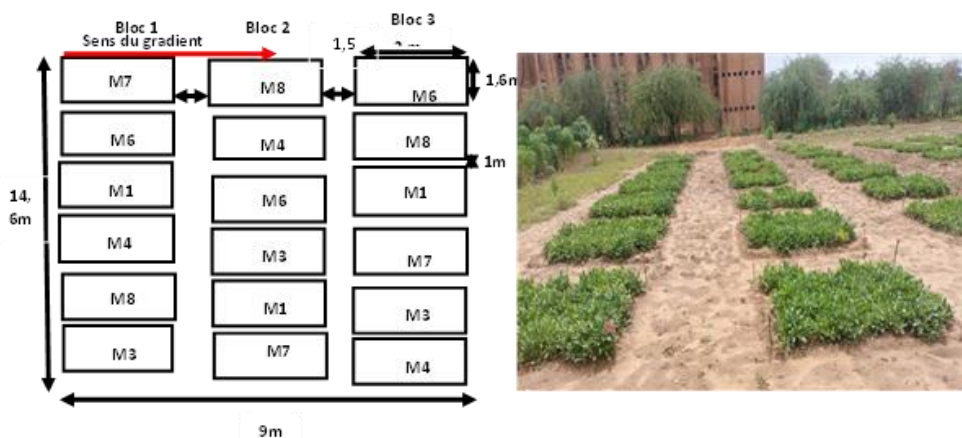 Bloc 1
Bloc 2
Bloc 3
Sens du gradient
1,5
M7
M8
M6
1,6m
M6
M4
M8
1m
M1
M6
M1
14,
6m
M4
M3
M7
M8
M1
M3
M3
M7
M4
9m